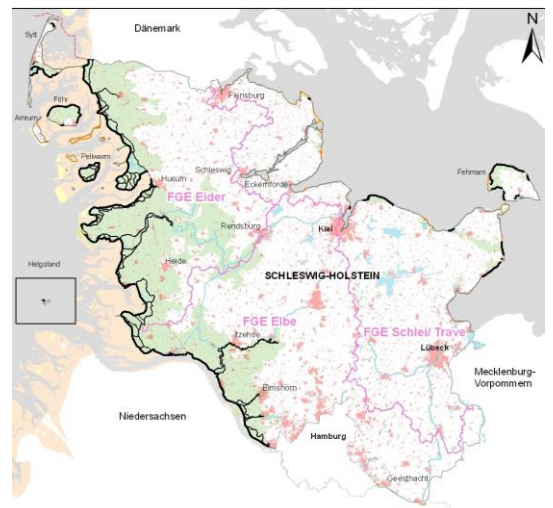 Sylt
Dänemark
N
Flensburg
Föhr
Amrum
Pellworm
Schleswig
Husum
Eckernförde
Fehmarn
FGE Eider
Rendsburg
Kiel
Helgoland
Heide
SCHLESWIG-HOLSTEIN
FGE Elbe
FGE Schlei/ Trave
Itzehoe
Lübeck
Mecklenburg-
Vorpommern
Elmshorn
Niedersachsen
Hamburg
Geesthacht